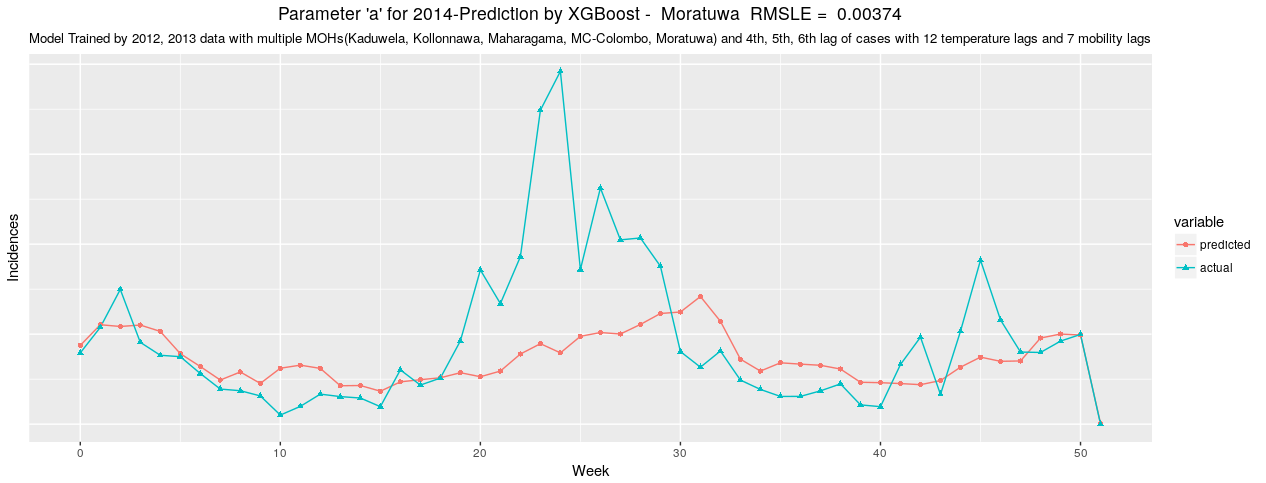 Parameter 'a' for 2014-Prediction by XGBoost -  Moratuwa  RMSLE =  0.00374
Model Trained by 2012, 2013 data with multiple MOHs(Kaduwela, Kollonnawa, Maharagama, MC-Colombo, Moratuwa) and 4th, 5th, 6th lag of cases with 12 temperature lags and 7 mobility lags
Incidences
variable
predicted
actual
0 10 20 30 40 50
Week